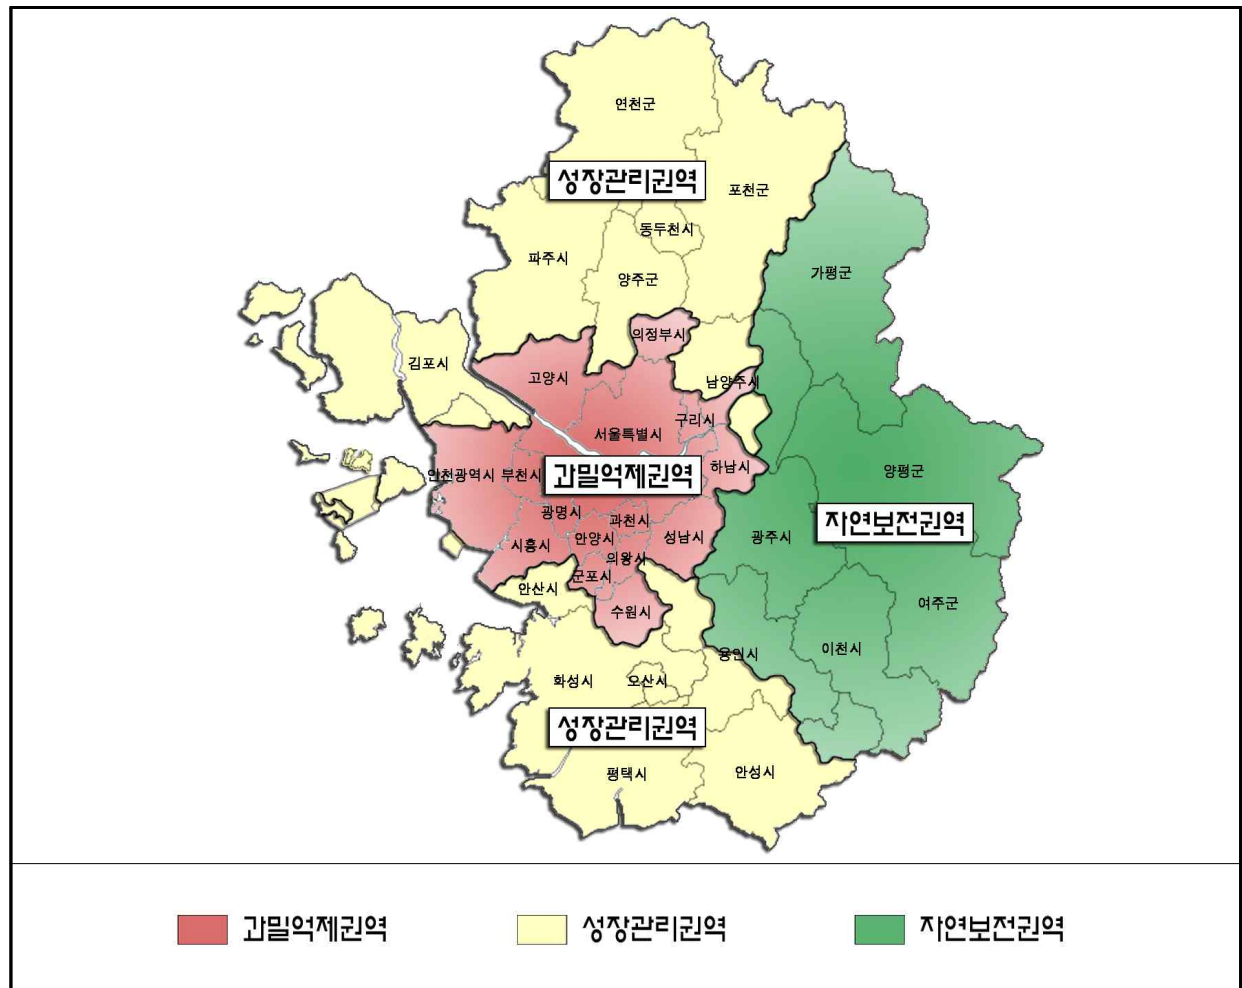 연천군
성장관리권역
포천군
동두천시
파주시
양주군
가평군
의정부시
김포시
고양시
남양주시
구리시
서울특별시
하남시
인천광역시
부천시
과밀억제권역
양평군
광명시
과천시
자연보전권역
시흥시
안양시
성남시
광주시
의왕시
군포시
안산시
수원시
여주군
이천시
용인시
화성시
오산시
성장관리권역
평택시
안성시
과밀억제권역
성장관리권역
자연보전권역